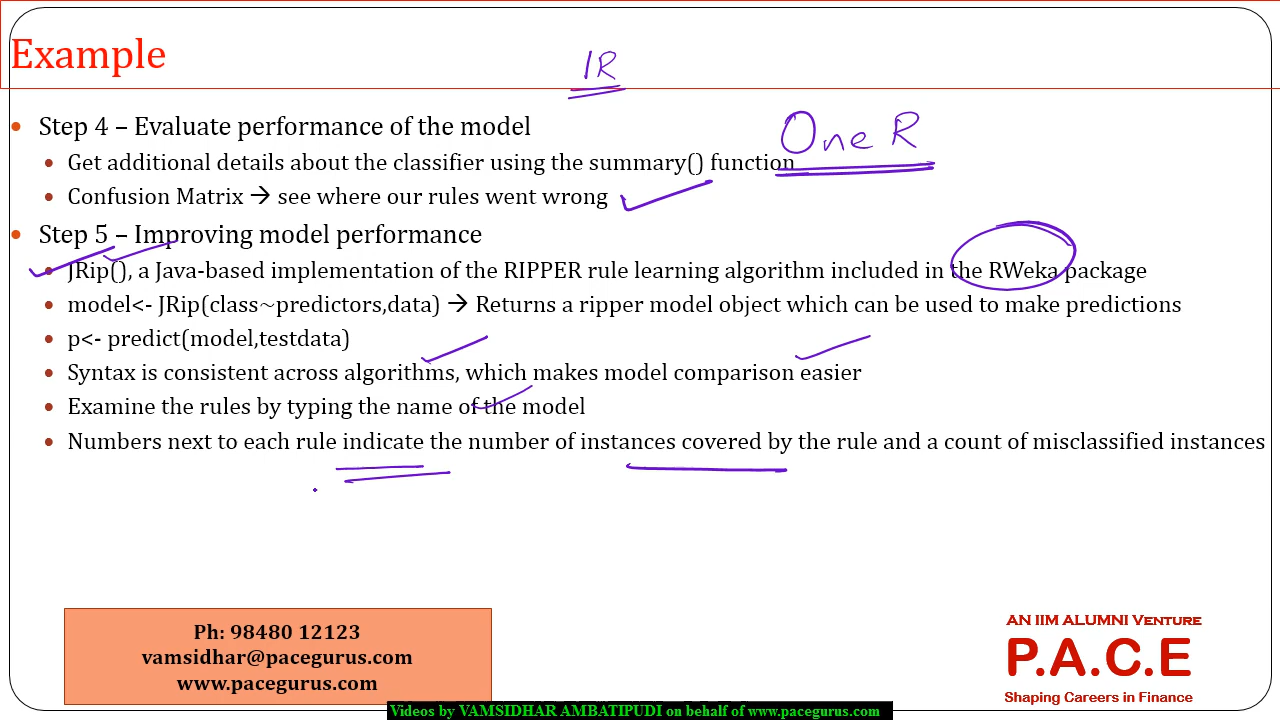 Example
1R
One R
• Step 4 – Evaluate performance of the model
• Get additional details about the classifier using the summary() function
• Confusion Matrix → see where our rules went wrong
• Step 5 – Improving model performance
• JRip(), a Java-based implementation of the RIPPER rule learning algorithm included in the RWeka package
• model<- JRip(class~predictors,data) → Returns a ripper model object which can be used to make predictions
• p<- predict(model,testdata)
• Syntax is consistent across algorithms, which makes model comparison easier
• Examine the rules by typing the name of the model
• Numbers next to each rule indicate the number of instances covered by the rule and a count of misclassified instances
Ph: 98480 12123
vamsidhar@pacegurus.com
www.pacegurus.com
AN IIM ALUMNI VENTURE
P.A.C.E
Shaping Careers in Finance
Videos by VAMSIDHAR AMBATIPUDI on behalf of www.pacegurus.com